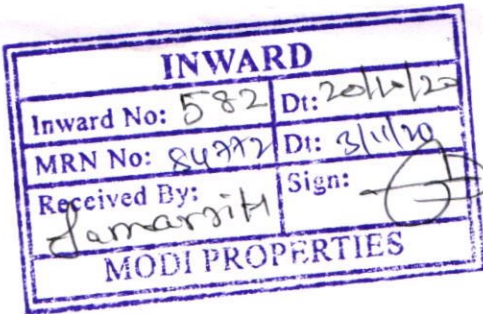 INWARD
Inward No: 582 Dt: 20/10/20
MRN No: 84772 Dt: 3/11/20
Received By: Sign:
MODI PROPERTIES